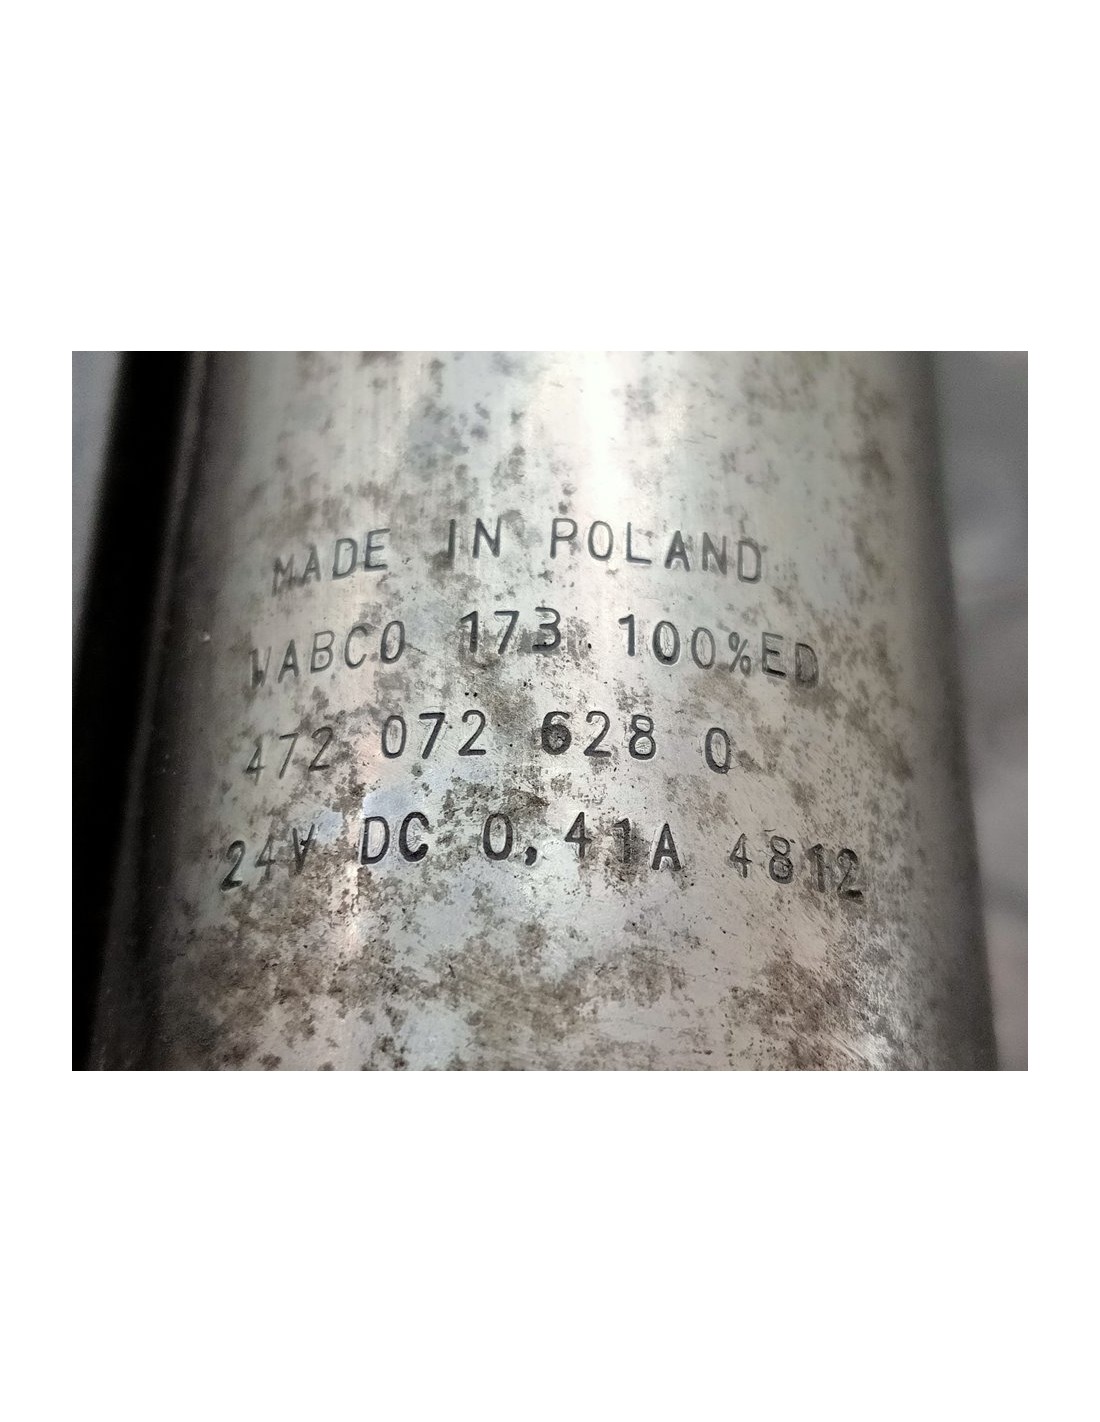 MADE IN POLAND
WABCO 173 100%ED
472 072 628 0
24V DC 0,41A 4812